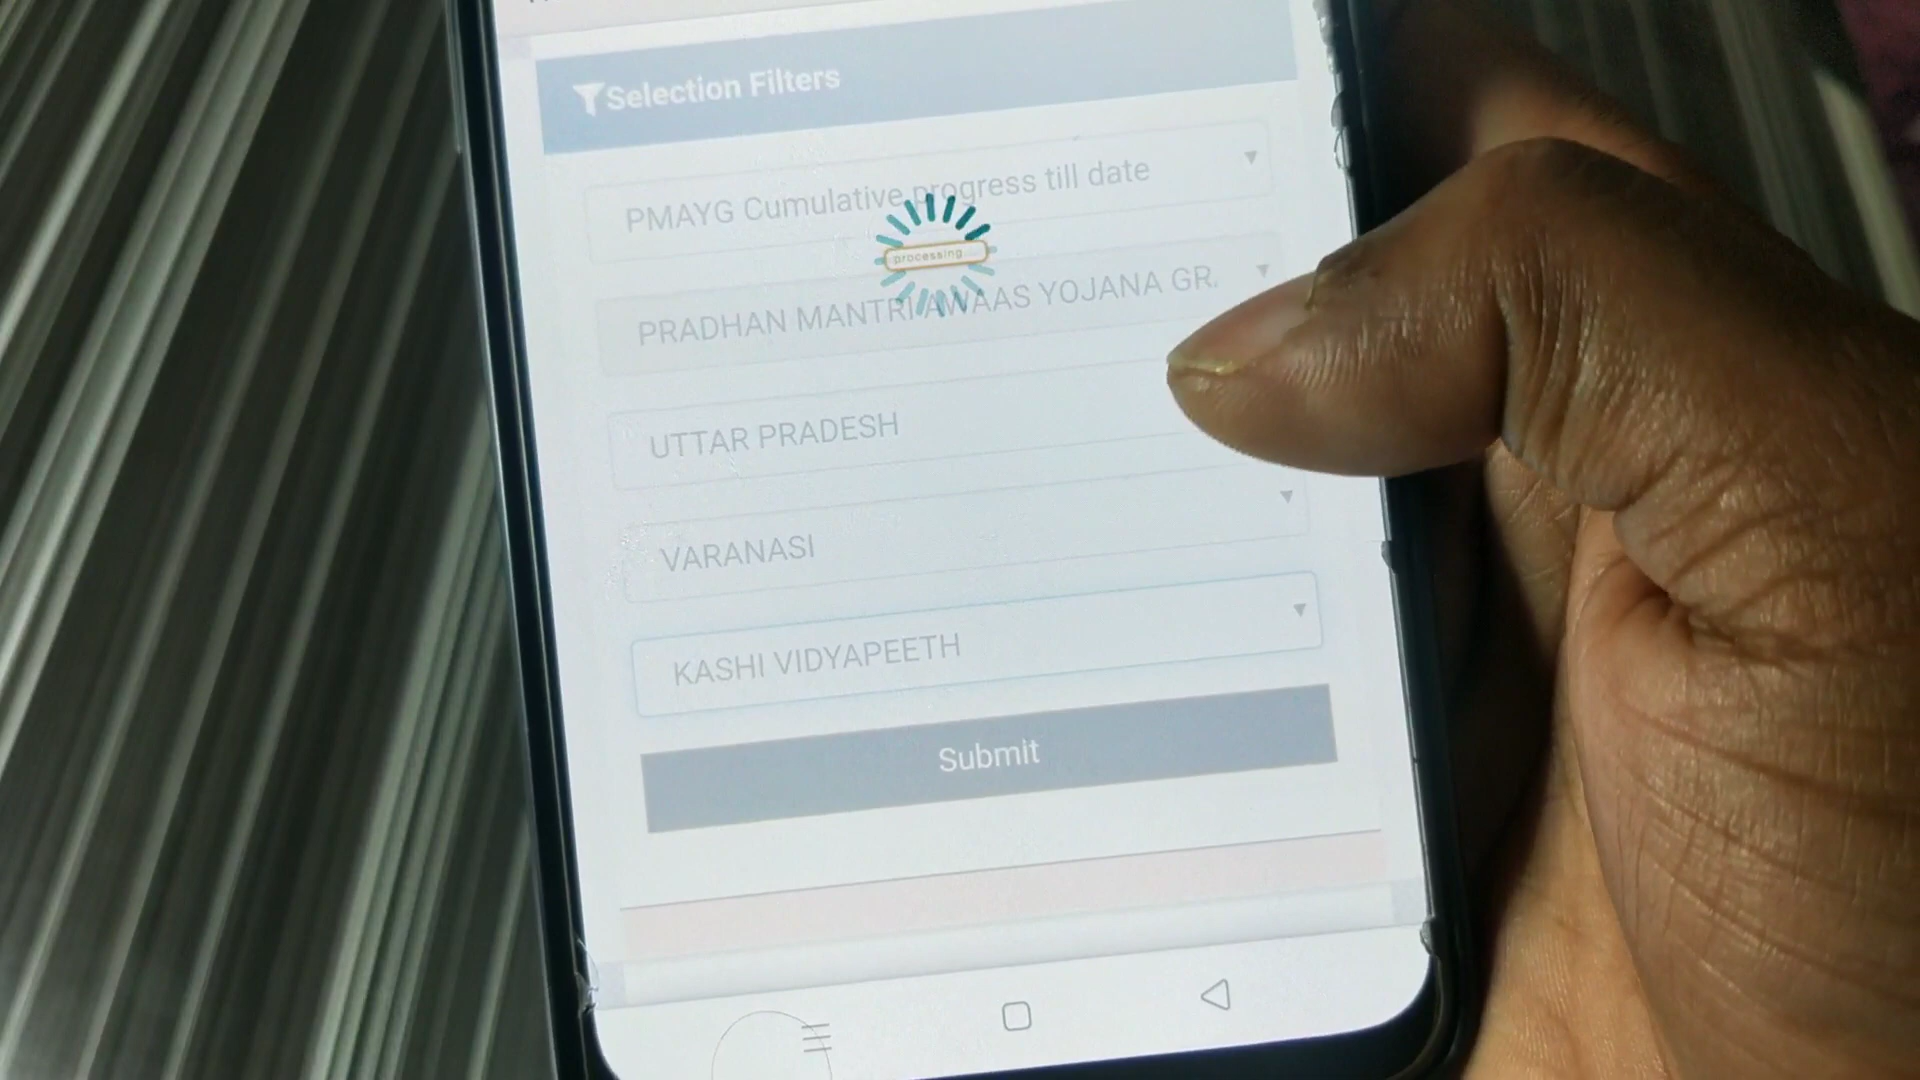 Selection Filters
PMAYG Cumulative progress till date
processing
PRADHAN MANTRI AWAAS YOJANA GR.
UTTAR PRADESH
VARANASI
KASHI VIDYAPEETH
Submit